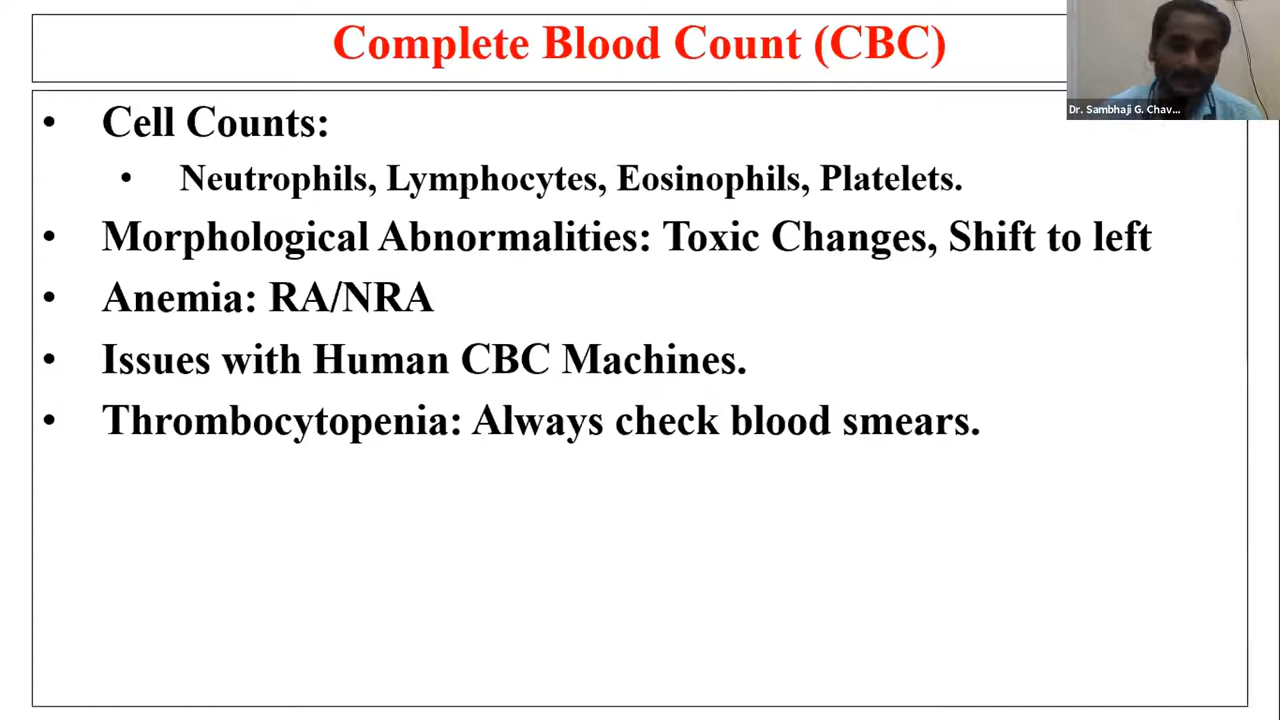 Complete Blood Count (CBC)
Dr. Sambhaji G. Chav...
• Cell Counts:
• Neutrophils, Lymphocytes, Eosinophils, Platelets.
• Morphological Abnormalities: Toxic Changes, Shift to left
• Anemia: RA/NRA
• Issues with Human CBC Machines.
• Thrombocytopenia: Always check blood smears.